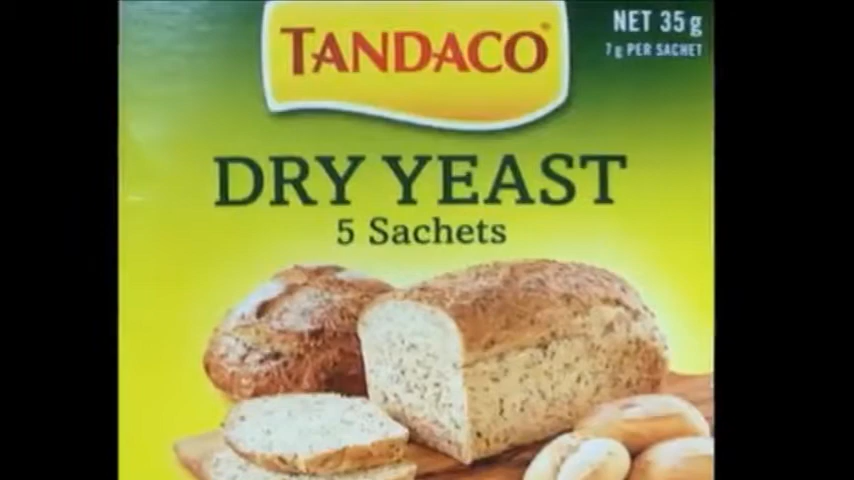 TANDACO®
NET 35g
7g PER SACHET
DRY YEAST
5 Sachets